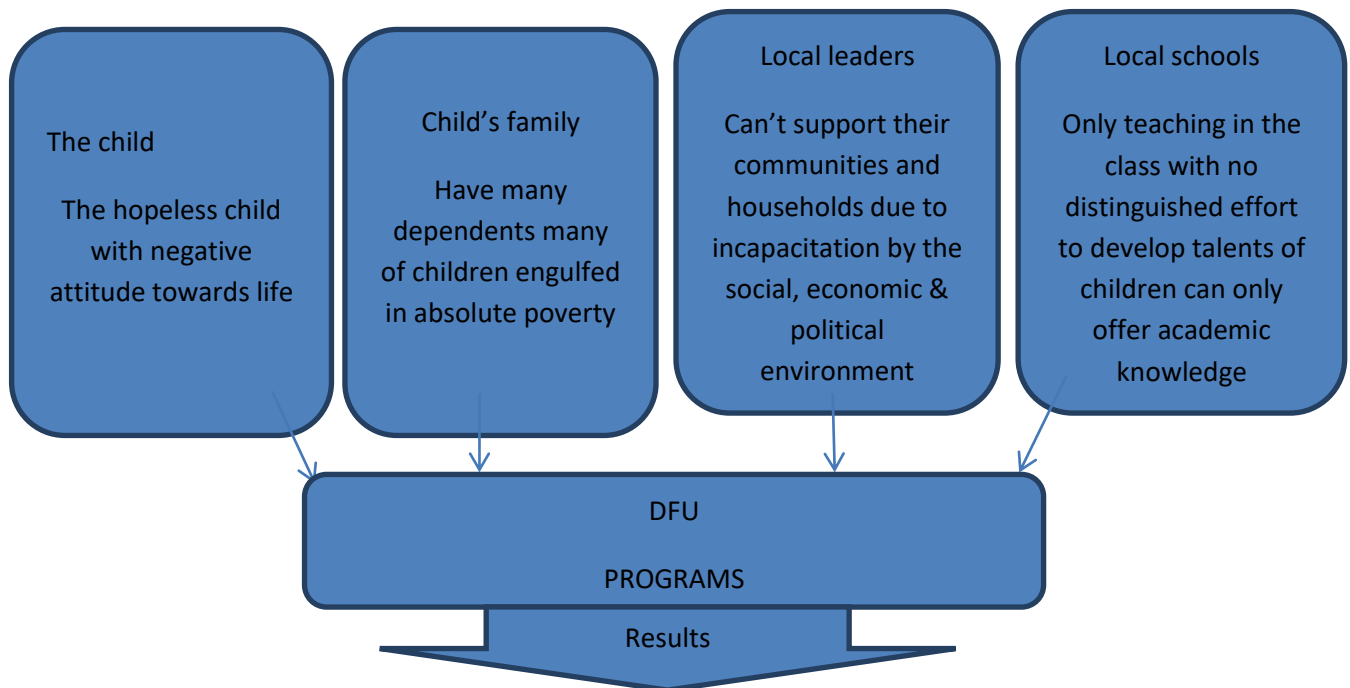 The child
The hopeless child
with negative
attitude towards life
Child’s family
Have many
dependents many
of children engulfed
in absolute poverty
Local leaders
Can’t support their
communities and
households due to
incapacitation by the
social, economic &
political
environment
Local schools
Only teaching in the
class with no
distinguished effort
to develop talents of
children can only
offer academic
knowledge
DFU
PROGRAMS
Results